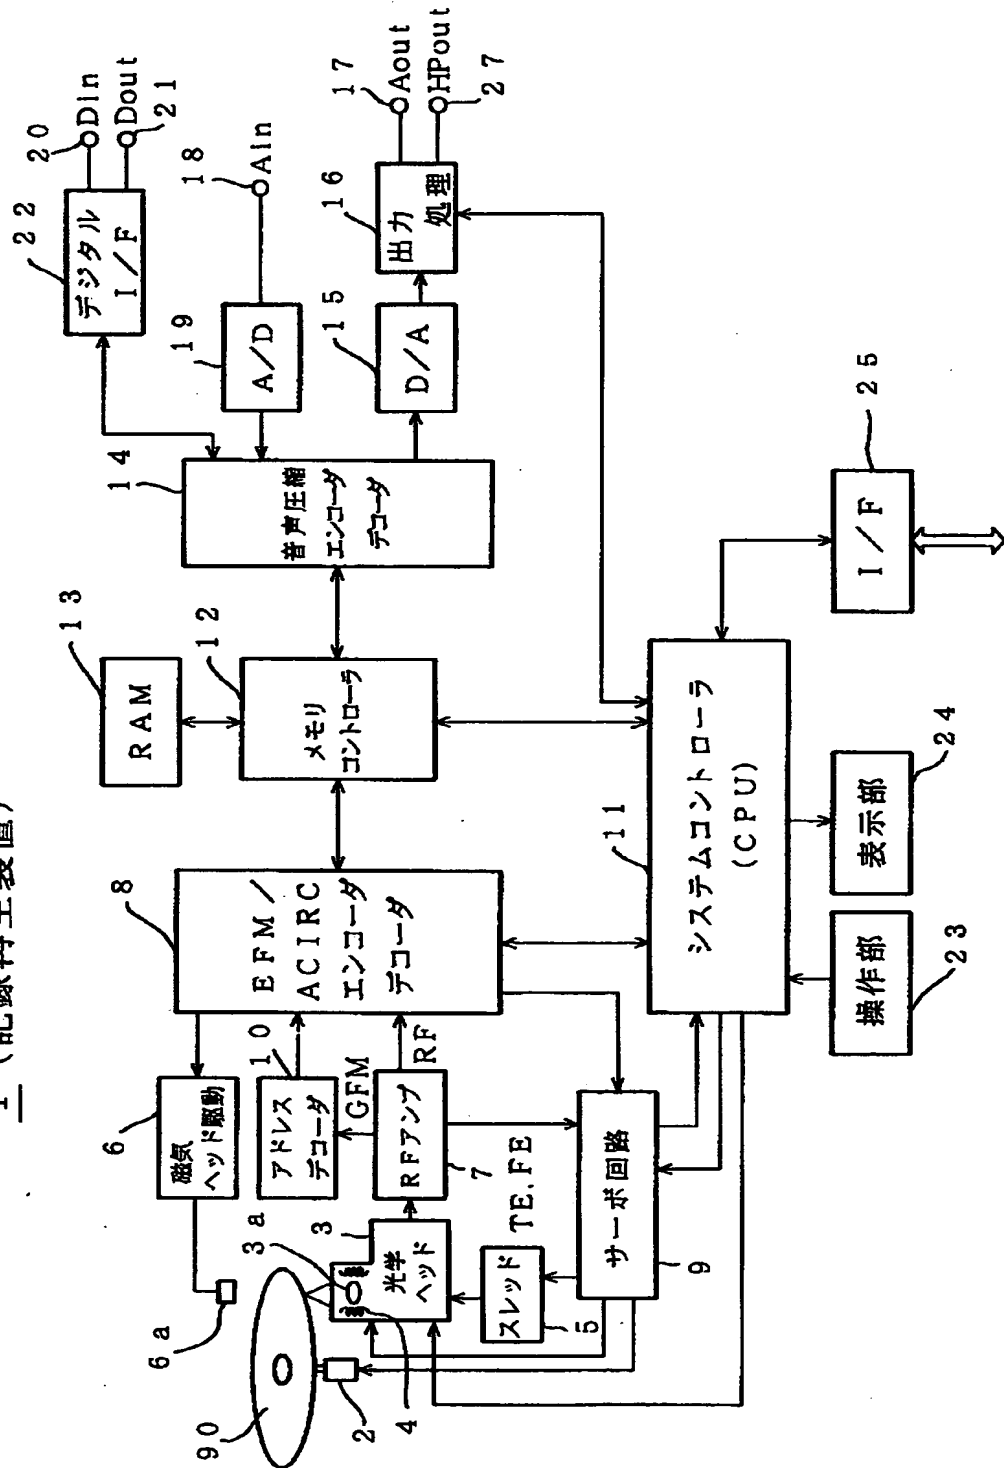 1 (記録再生装置)
90
2
4
3a
3
光学
ヘッド
6a
6
磁気
ヘッド駆動
10
アドレス
デコーダ
GFM
RFアンプ
7
RF
TE.FE
スレッド
5
サーボ回路
9
8
EFM/
ACIRC
エンコーダ
デコーダ
13
RAM
12
メモリ
コントローラ
14
音声圧縮
エンコーダ
デコーダ
22
デジタル
I/F
20
DIn
Dout
21
19
A/D
18
AIn
15
D/A
16
出力
処理
17
Aout
HPout
27
11
システムコントローラ
(CPU)
操作部
23
表示部
24
I/F
25